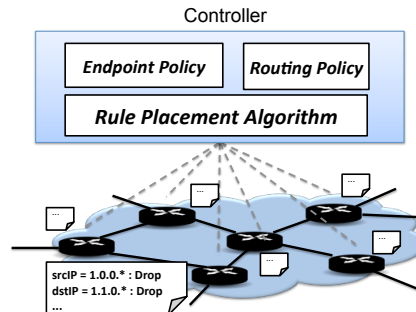 Controller
Endpoint Policy
Routing Policy
Rule Placement Algorithm
...
...
...
...
...
srcIP = 1.0.0.* : Drop
dstIP = 1.1.0.* : Drop
...